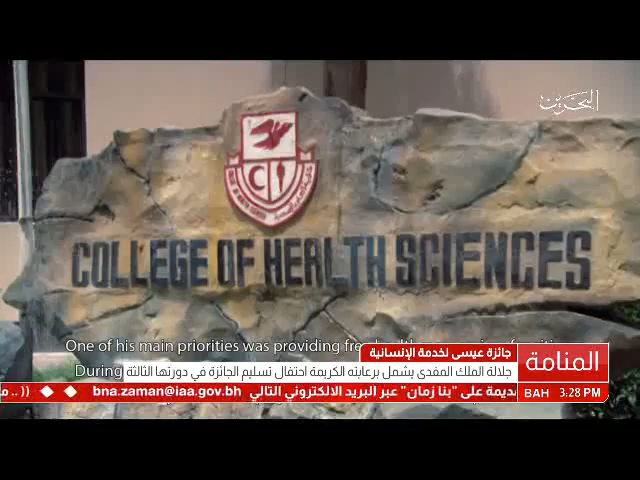 البحرين
COLLEGE OF HEALTH SCIENCES
One of his main priorities was providing
جائزة عيسى لخدمة الإنسانية
المنامة
During
جلالة الملك المفدى يشمل برعايته الكريمة احتفال تسليم الجائزة في دورتها الثالثة
على "بنا زمان" عبر البريد الالكتروني التالي bna.zaman@iaa.gov.bh
BAH 3:28 PM